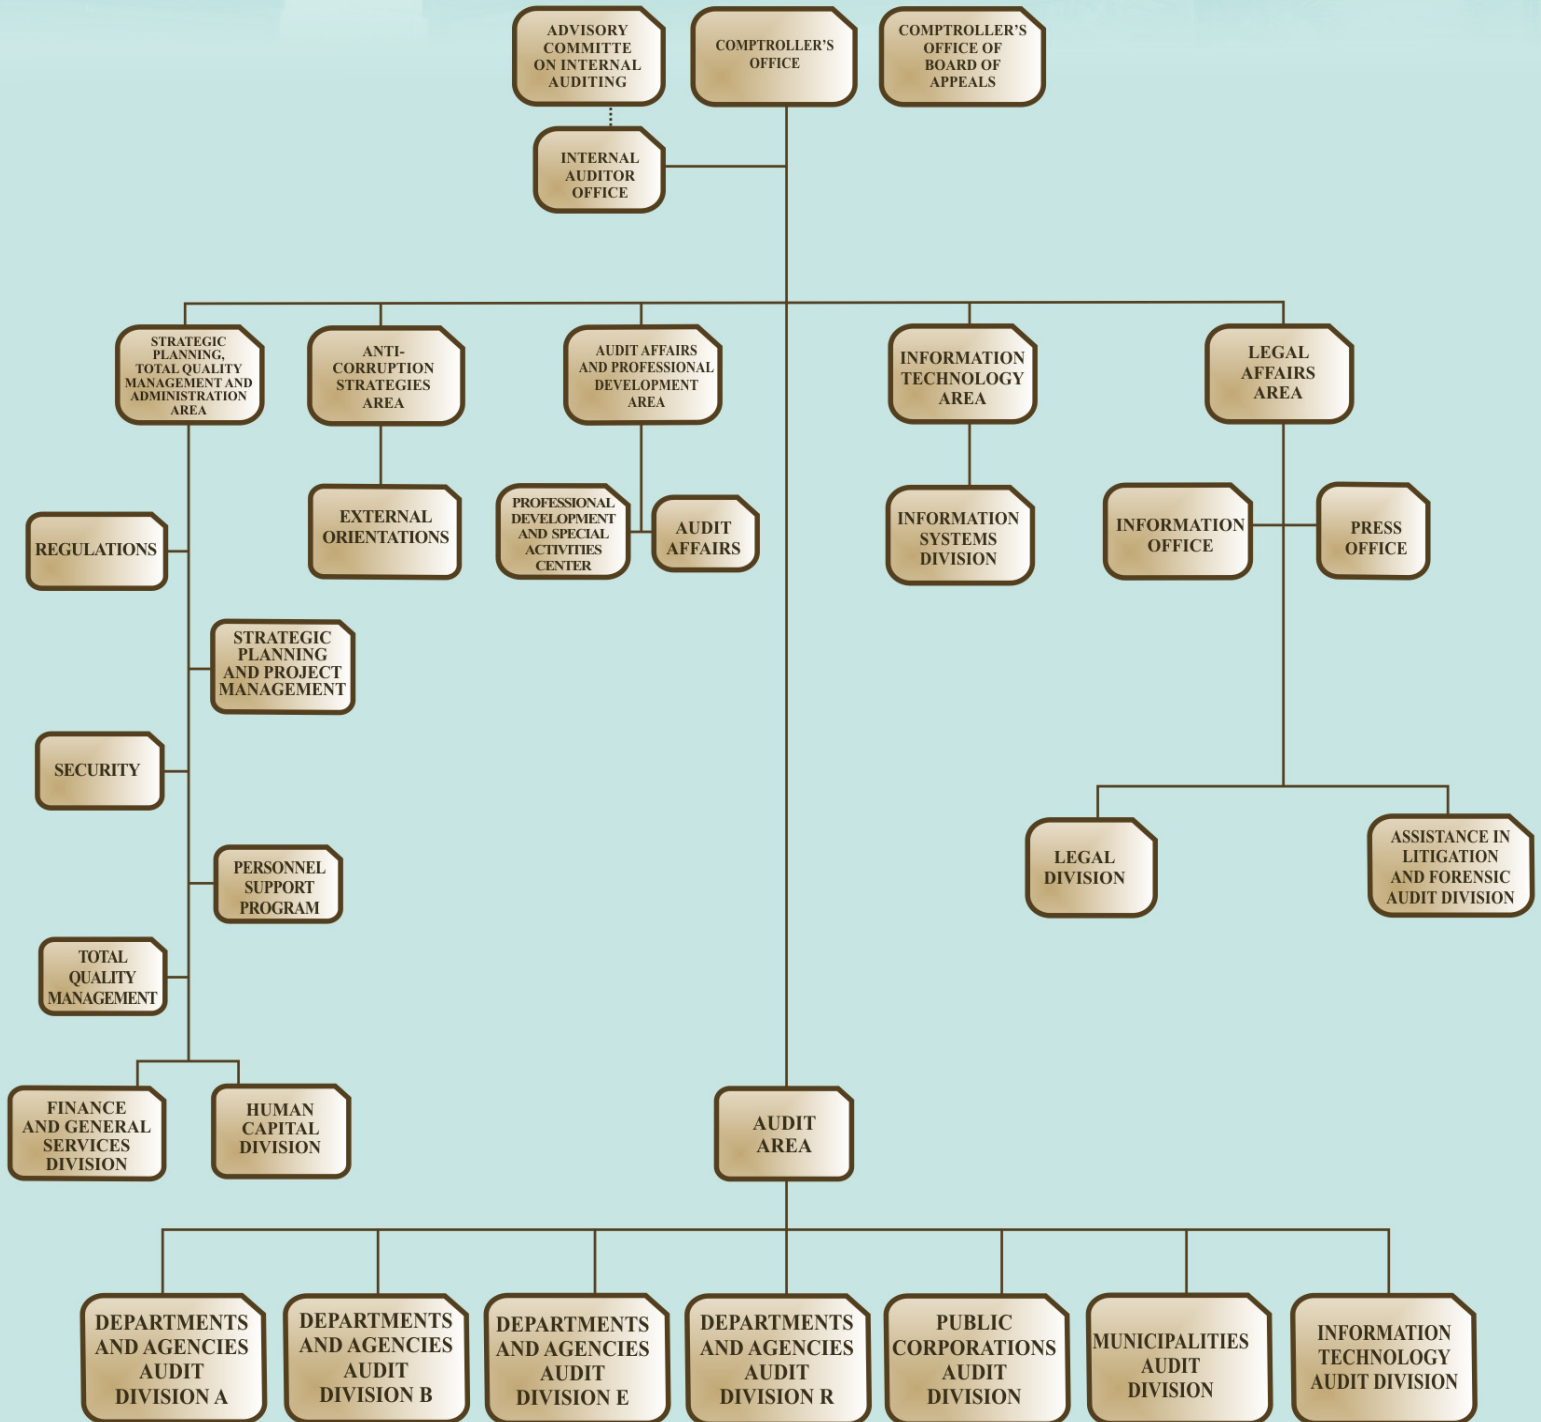 ADVISORY
COMMITTE
ON INTERNAL
AUDITING
COMPTROLLER'S
OFFICE
COMPTROLLER'S
OFFICE OF
BOARD OF
APPEALS
INTERNAL
AUDITOR
OFFICE
STRATEGIC
PLANNING,
TOTAL QUALITY
MANAGEMENT AND
ADMINISTRATION
AREA
ANTI-
CORRUPTION
STRATEGIES
AREA
AUDIT AFFAIRS
AND PROFESSIONAL
DEVELOPMENT
AREA
INFORMATION
TECHNOLOGY
AREA
LEGAL
AFFAIRS
AREA
REGULATIONS
EXTERNAL
ORIENTATIONS
PROFESSIONAL
DEVELOPMENT
AND SPECIAL
ACTIVITIES
CENTER
AUDIT
AFFAIRS
INFORMATION
SYSTEMS
DIVISION
INFORMATION
OFFICE
PRESS
OFFICE
STRATEGIC
PLANNING
AND PROJECT
MANAGEMENT
SECURITY
PERSONNEL
SUPPORT
PROGRAM
LEGAL
DIVISION
ASSISTANCE IN
LITIGATION
AND FORENSIC
AUDIT DIVISION
TOTAL
QUALITY
MANAGEMENT
FINANCE
AND GENERAL
SERVICES
DIVISION
HUMAN
CAPITAL
DIVISION
AUDIT
AREA
DEPARTMENTS
AND AGENCIES
AUDIT
DIVISION A
DEPARTMENTS
AND AGENCIES
AUDIT
DIVISION B
DEPARTMENTS
AND AGENCIES
AUDIT
DIVISION E
DEPARTMENTS
AND AGENCIES
AUDIT
DIVISION R
PUBLIC
CORPORATIONS
AUDIT
DIVISION
MUNICIPALITIES
AUDIT
DIVISION
INFORMATION
TECHNOLOGY
AUDIT DIVISION